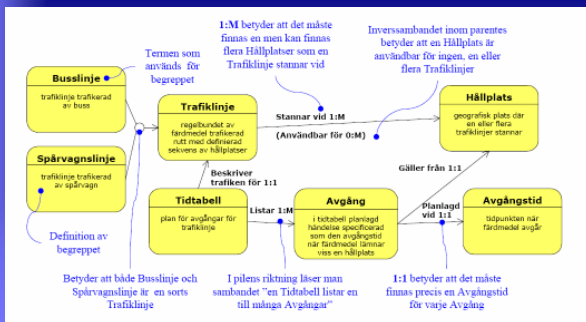 1:M betyder att det måste
finnas en men kan finnas
flera Hållplatser som en
Trafiklinje stannar vid
Inverssambandet inom parentes
betyder att en Hållplats är
användbar för ingen, en eller
flera Trafiklinjer
Termen som
används för
begreppet
Busslinje
trafiklinje trafikerad
av buss
Trafiklinje
regelbundet av
färdmedel trafikerad
rutt med definierad
sekvens av hållplatser
Stannar vid 1:M
(Användbar för 0:M)
Hållplats
geografisk plats där
en eller flera
trafiklinjer stannar
Spårvagnslinje
trafiklinje trafikerad
av spårvagn
Beskriver
trafiken för 1:1
Gäller från 1:1
Tidtabell
plan för avgångar för
trafiklinje
Listar 1:M
Avgång
i tidtabell planlagd
händelse specificerad
som den avgångstid
när färdmedel lämnar
viss en hållplats
Planlagd
vid 1:1
Avgångstid
tidpunkten när
färdmedel avgår
Definition av
begreppet
Betyder att både Busslinje och
Spårvagnslinje är en sorts
Trafiklinje
I pilens riktning läser man
sambandet "en Tidtabell listar en
till många Avgångar"
1:1 betyder att det måste
finnas precis en Avgångstid
för varje Avgång